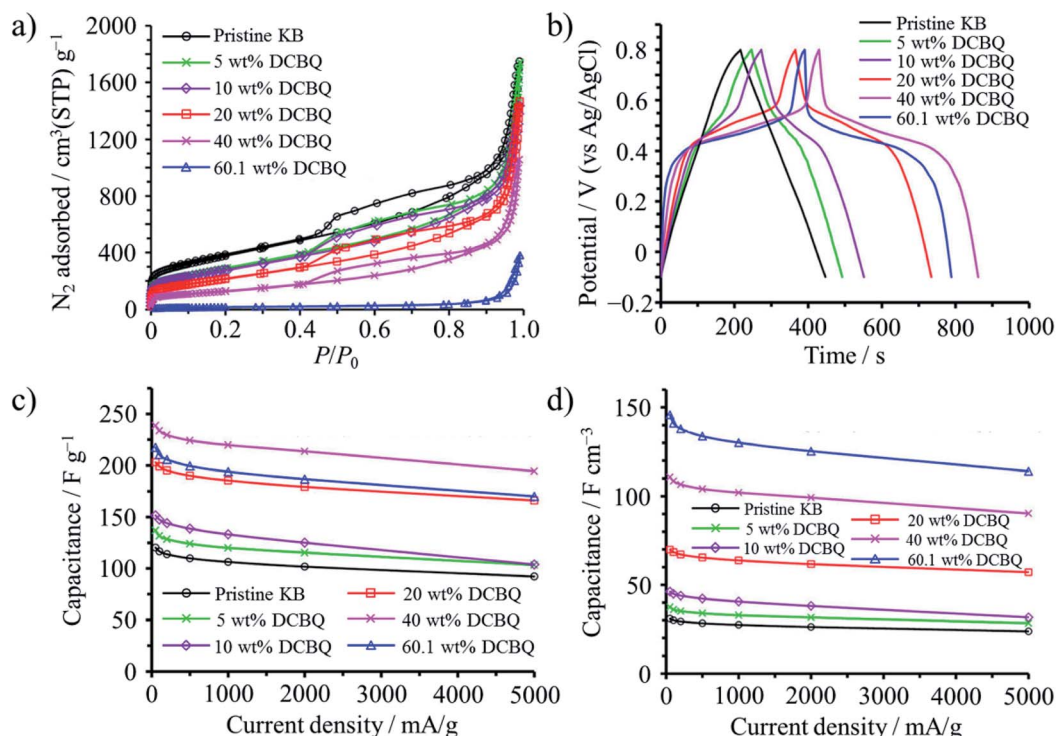 a)
N₂ adsorbed / cm³(STP) g⁻¹
2000
1600
1200
800
400
0
Pristine KB
5 wt% DCBQ
10 wt% DCBQ
20 wt% DCBQ
40 wt% DCBQ
60.1 wt% DCBQ
0 0.2 0.4 0.6 0.8 1.0
P/P₀
b)
Potential / V (vs Ag/AgCl)
1.0
0.8
0.6
0.4
0.2
0
−0.2
Pristine KB
5 wt% DCBQ
10 wt% DCBQ
20 wt% DCBQ
40 wt% DCBQ
60.1 wt% DCBQ
0 200 400 600 800 1000
Time / s
c)
Capacitance / F g⁻¹
250
200
150
100
50
0
Pristine KB 20 wt% DCBQ
5 wt% DCBQ 40 wt% DCBQ
10 wt% DCBQ 60.1 wt% DCBQ
0 1000 2000 3000 4000 5000
Current density / mA/g
d)
Capacitance / F cm⁻³
150
100
50
0
Pristine KB 20 wt% DCBQ
5 wt% DCBQ 40 wt% DCBQ
10 wt% DCBQ 60.1 wt% DCBQ
0 1000 2000 3000 4000 5000
Current density / mA/g